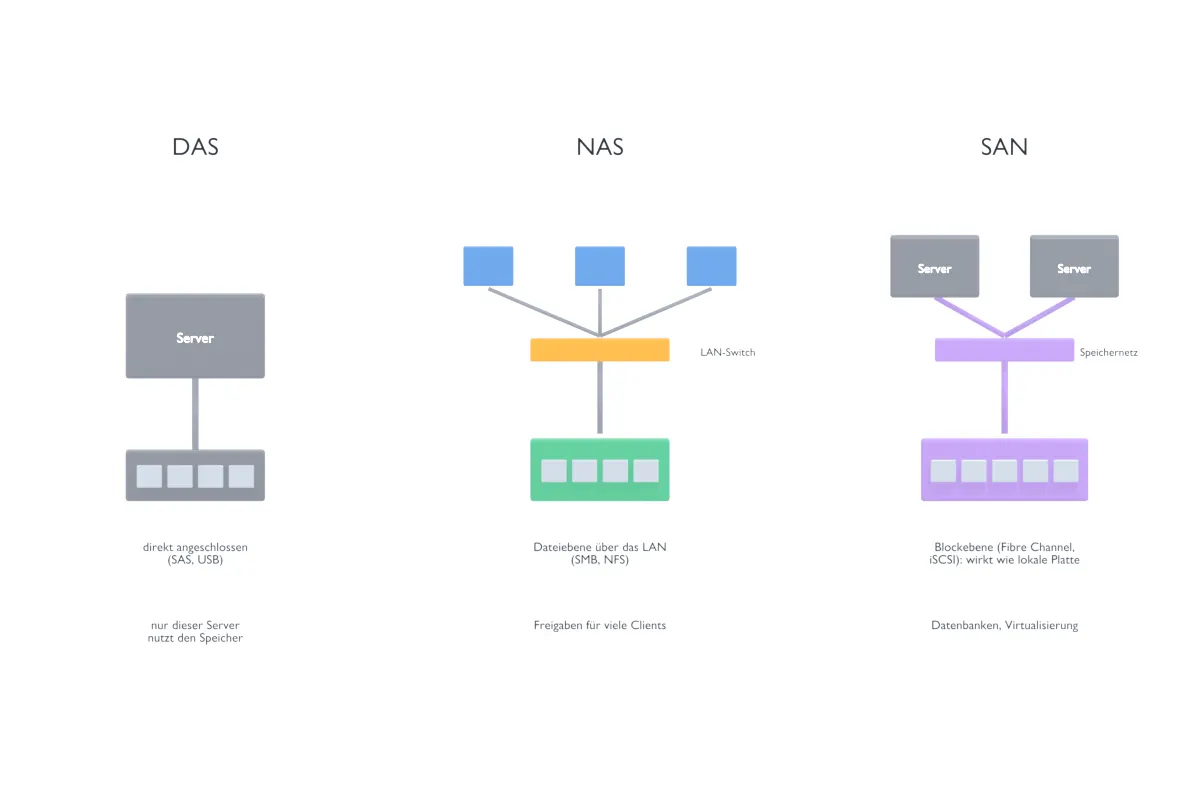 DAS
NAS
SAN
Server
Server
Server
LAN-Switch
Speichernetz
direkt angeschlossen
(SAS, USB)
Dateiebene über das LAN
(SMB, NFS)
Blockebene (Fibre Channel,
iSCSI): wirkt wie lokale Platte
nur dieser Server
nutzt den Speicher
Freigaben für viele Clients
Datenbanken, Virtualisierung